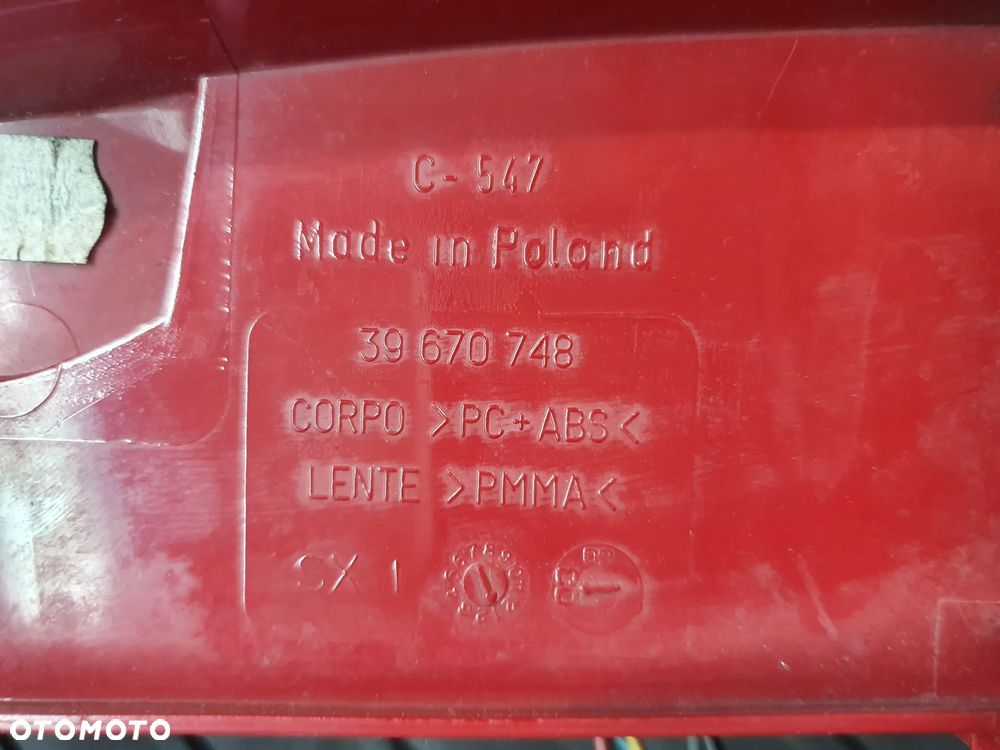 C-547
Made in Poland
39 670 748
CORPO >PC+ABS<
LENTE >PMMA<
SX 1
OTOMOTO